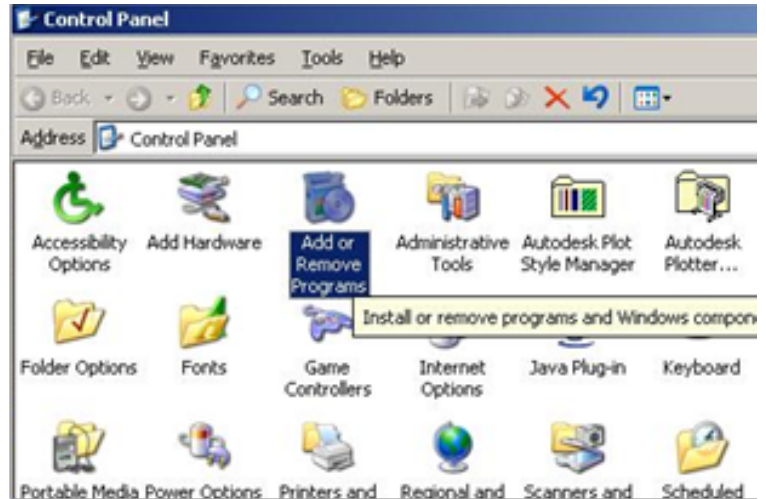 Control Panel
File Edit View Favorites Tools Help
Back Search Folders
Address Control Panel
Accessibility Options
Add Hardware
Add or Remove Programs
Administrative Tools
Autodesk Plot Style Manager
Autodesk Plotter...
Install or remove programs and Windows compone
Folder Options
Fonts
Game Controllers
Internet Options
Java Plug-in
Keyboard
Portable Media
Power Options
Printers and
Regional and
Scanners and
Scheduled